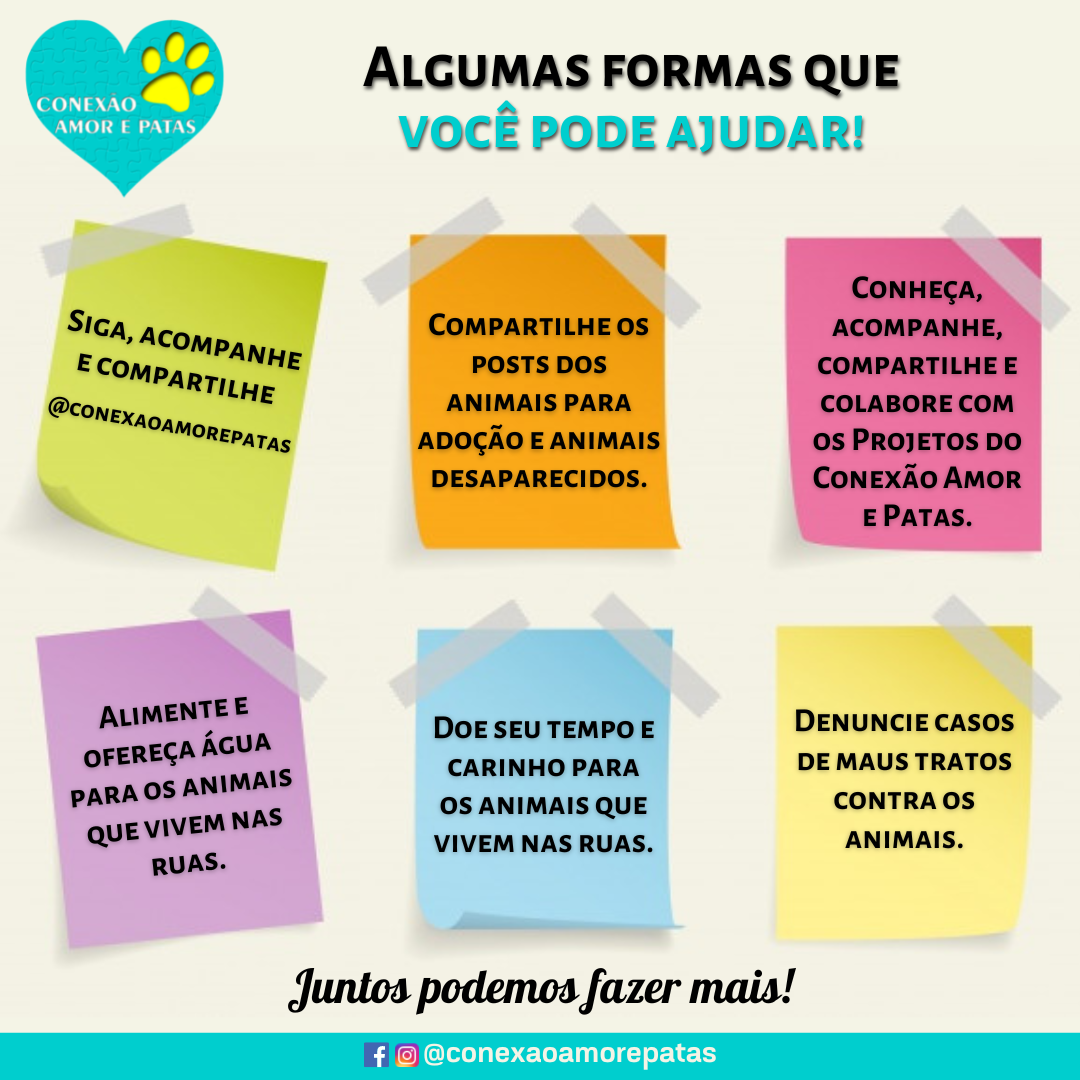 CONEXÃO
AMOR E PATAS
Algumas formas que
você pode ajudar!
Siga, acompanhe
e compartilhe
@conexaoamorepatas
Compartilhe os
posts dos
animais para
adoção e animais
desaparecidos.
Conheça,
acompanhe,
compartilhe e
colabore com
os Projetos do
Conexão Amor
e Patas.
Alimente e
ofereça água
para os animais
que vivem nas
ruas.
Doe seu tempo e
carinho para
os animais que
vivem nas ruas.
Denuncie casos
de maus tratos
contra os
animais.
Juntos podemos fazer mais!
@conexaoamorepatas